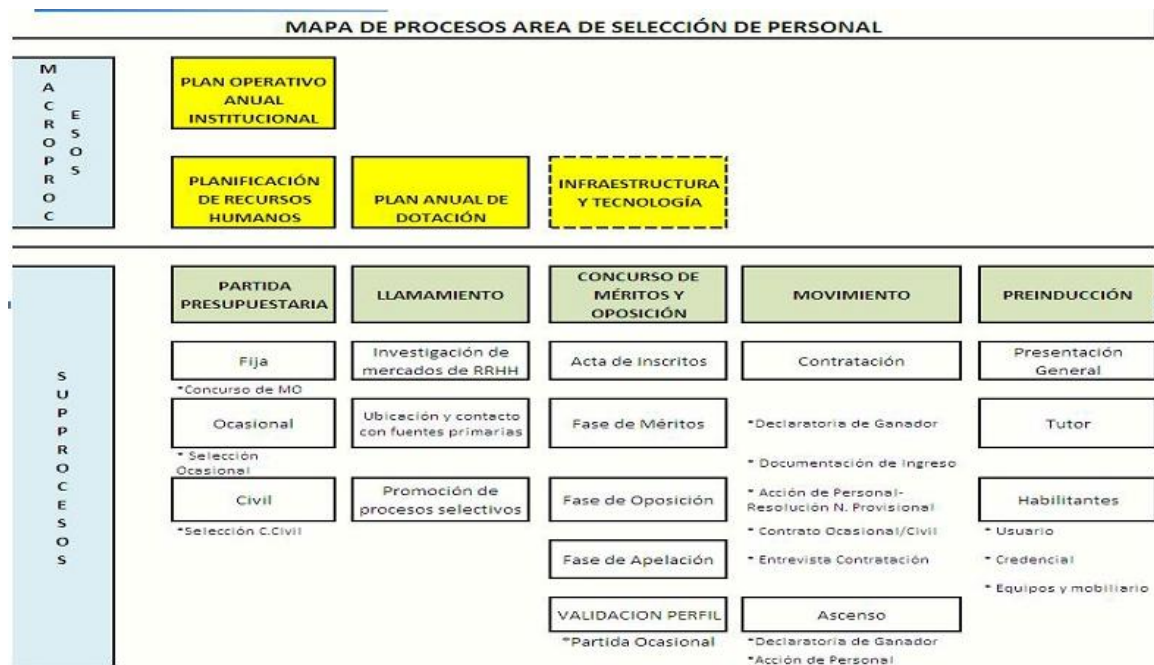 MAPA DE PROCESOS AREA DE SELECCIÓN DE PERSONAL
MACROPROC
ESOS
PLAN OPERATIVO
ANUAL
INSTITUCIONAL
PLANIFICACIÓN
DE RECURSOS
HUMANOS
PLAN ANUAL DE
DOTACIÓN
INFRAESTRUCTURA
Y TECNOLOGÍA
SUPPROCESOS
PARTIDA
PRESUPUESTARIA
Fija
*Concurso de MO
Ocasional
* Selección
Ocasional
Civil
*Selección C.Civil
LLAMAMIENTO
Investigación de
mercados de RRHH
Ubicación y contacto
con fuentes primarias
Promoción de
procesos selectivos
CONCURSO DE
MÉRITOS Y
OPOSICIÓN
Acta de Inscritos
Fase de Méritos
Fase de Oposición
Fase de Apelación
VALIDACION PERFIL
*Partida Ocasional
MOVIMIENTO
Contratación
*Declaratoria de Ganador
* Documentación de Ingreso
* Acción de Personal-
Resolución N. Provisional
* Contrato Ocasional/Civil
* Entrevista Contratación
Ascenso
*Declaratoria de Ganador
*Acción de Personal
PREINDUCCIÓN
Presentación
General
Tutor
Habilitantes
* Usuario
* Credencial
* Equipos y mobiliario